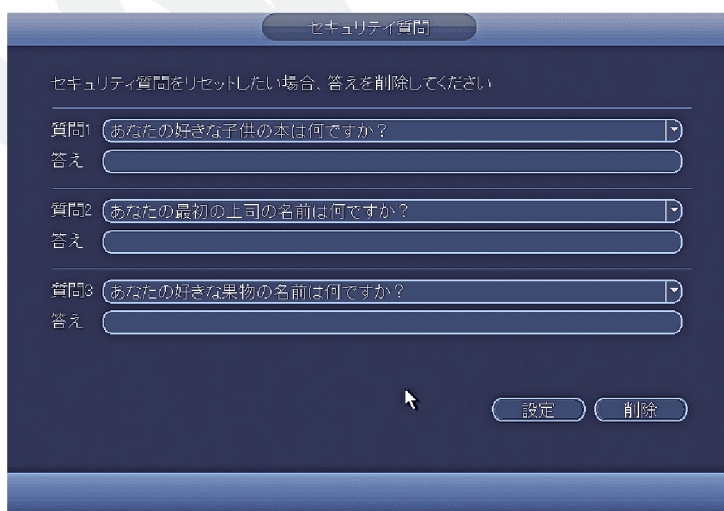 セキュリティ質問
セキュリティ質問をリセットしたい場合、答えを削除してください
質問1 あなたの好きな子供の本は何ですか？
答え
質問2 あなたの最初の上司の名前は何ですか？
答え
質問3 あなたの好きな果物の名前は何ですか？
答え
設定 削除